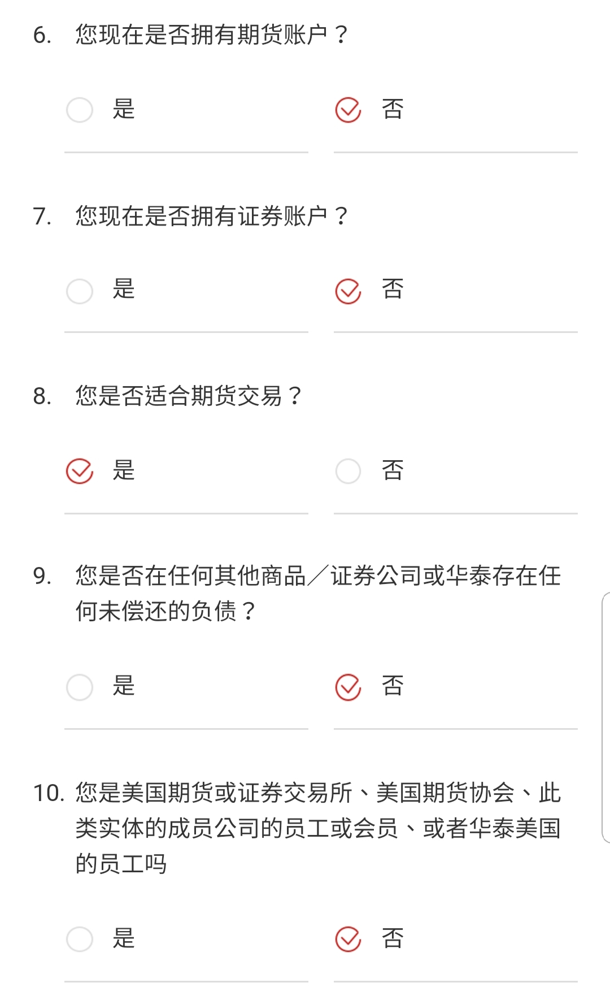 6. 您现在是否拥有期货账户？
是 否
7. 您现在是否拥有证券账户？
是 否
8. 您是否适合期货交易？
是 否
9. 您是否在任何其他商品／证券公司或华泰存在任
何未偿还的负债？
是 否
10. 您是美国期货或证券交易所、美国期货协会、此
类实体的成员公司的员工或会员、或者华泰美国
的员工吗
是 否